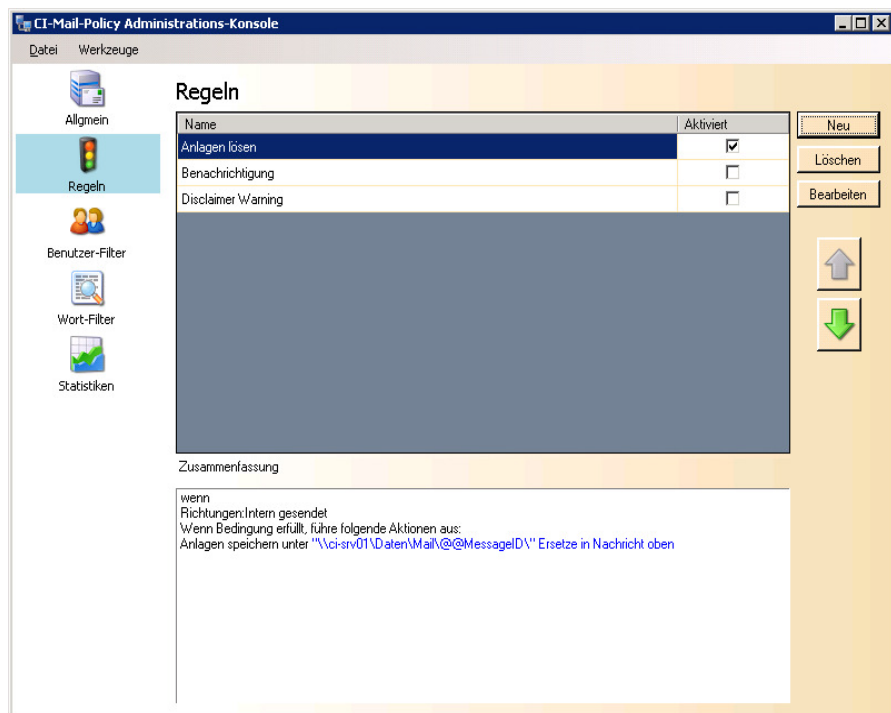 CI-Mail-Policy Administrations-Konsole
Datei Werkzeuge
Allgmein
Regeln
Benutzer-Filter
Wort-Filter
Statistiken
Regeln
Name Aktiviert
Anlagen lösen
Benachrichtigung
Disclaimer Warning
Neu
Löschen
Bearbeiten
Zusammenfassung
wenn
Richtungen:Intern gesendet
Wenn Bedingung erfüllt, führe folgende Aktionen aus:
Anlagen speichern unter "\\ci-srv01\Daten\Mail\@@MessageID\" Ersetze in Nachricht oben